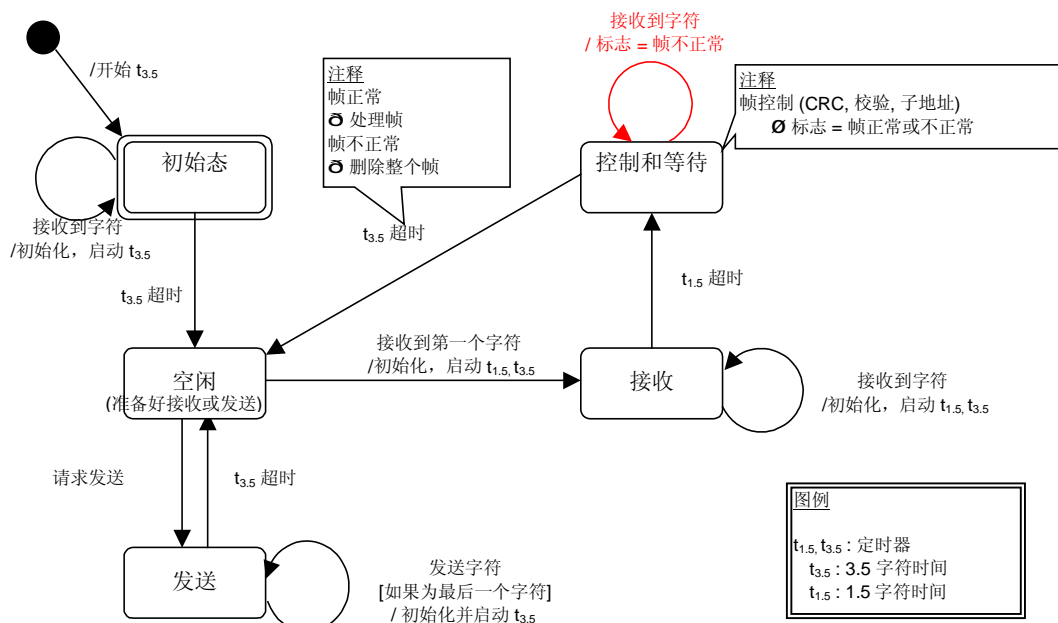 /开始 t3.5
初始态
接收到字符
/初始化，启动 t3.5
t3.5 超时
注释
帧正常
ð 处理帧
帧不正常
ð 删除整个帧
t3.5 超时
接收到字符
/ 标志 = 帧不正常
注释
帧控制 (CRC, 校验, 子地址)
Ø 标志 = 帧正常或不正常
控制和等待
t1.5 超时
空闲
(准备好接收或发送)
接收到第一个字符
/初始化，启动 t1.5, t3.5
接收
接收到字符
/初始化，启动 t1.5, t3.5
请求发送
t3.5 超时
发送
发送字符
[如果为最后一个字符]
/ 初始化并启动 t3.5
图例
t1.5, t3.5 : 定时器
t3.5 : 3.5 字符时间
t1.5 : 1.5 字符时间